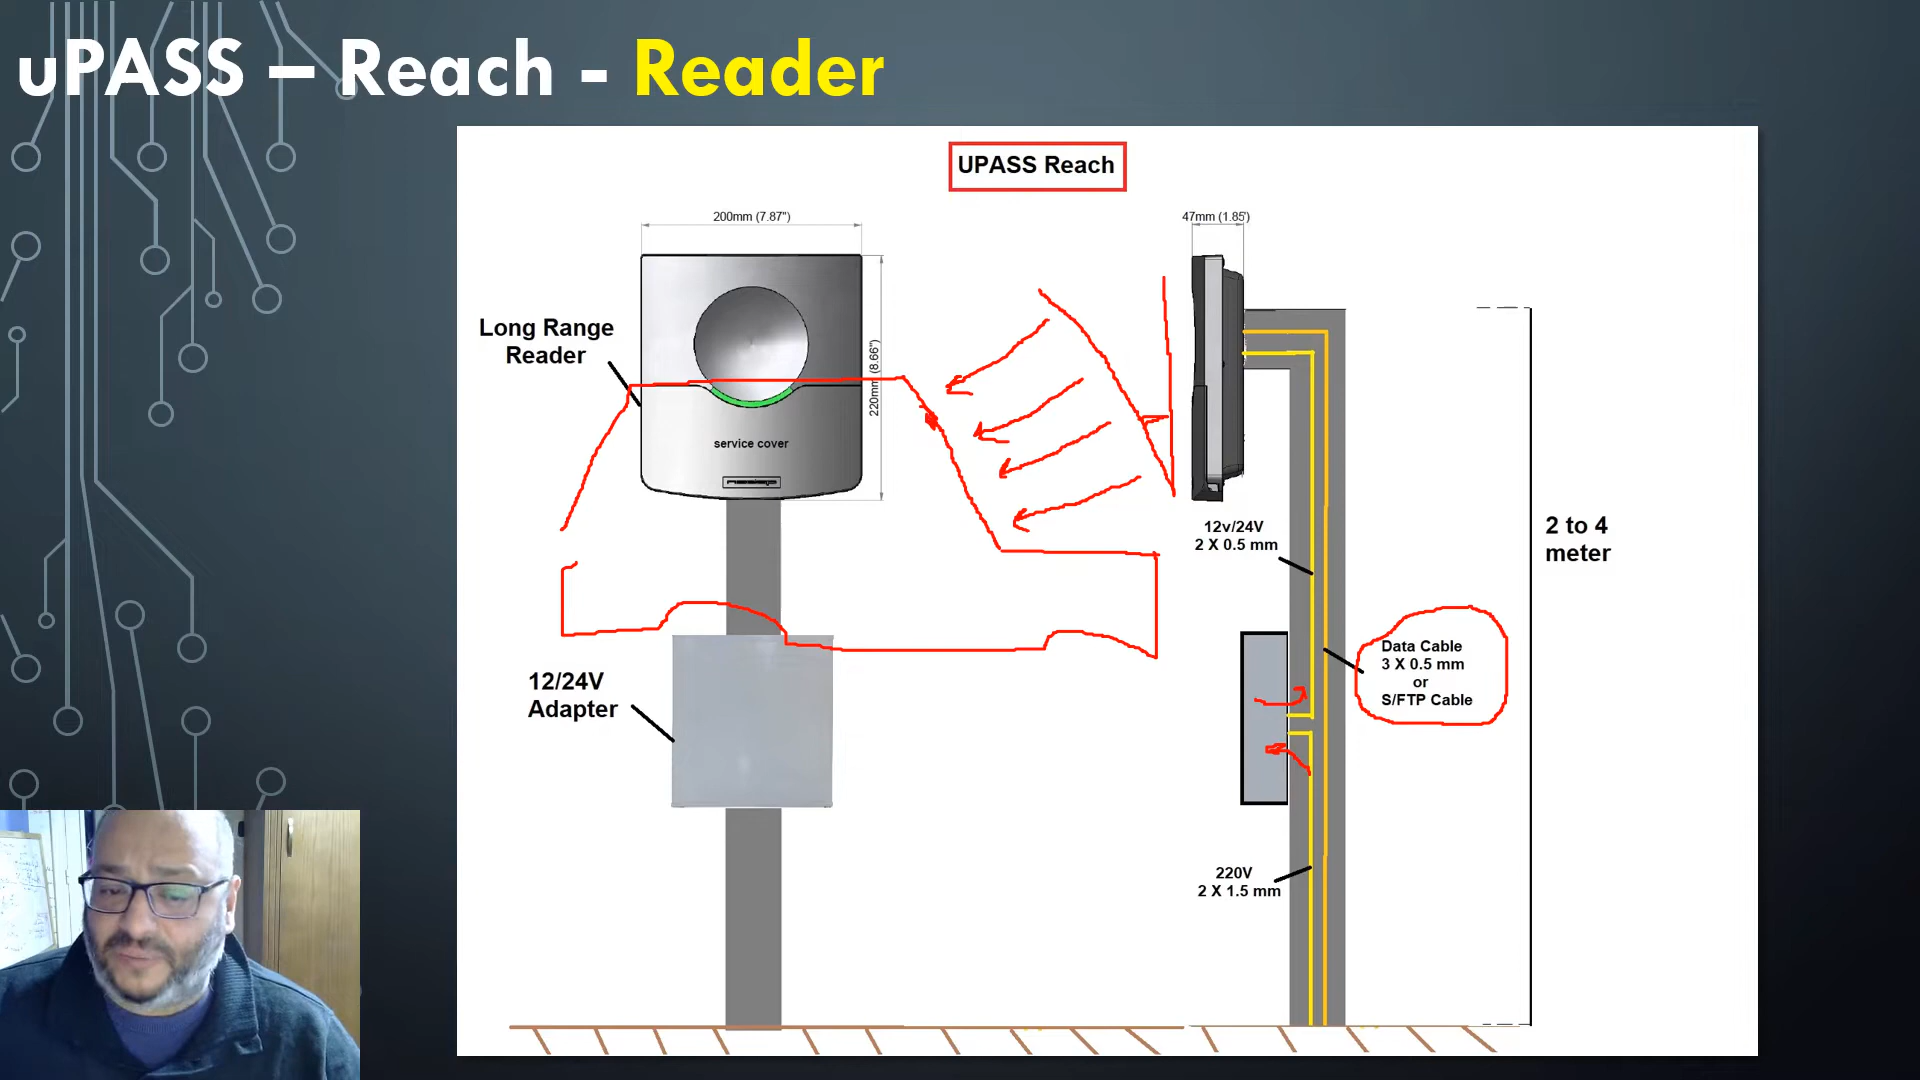 uPASS – Reach - Reader
UPASS Reach
200mm (7.87")
47mm (1.85')
Long Range
Reader
220mm (8.66")
service cover
nedap
12v/24V
2 X 0.5 mm
2 to 4
meter
Data Cable
3 X 0.5 mm
or
S/FTP Cable
12/24V
Adapter
220V
2 X 1.5 mm